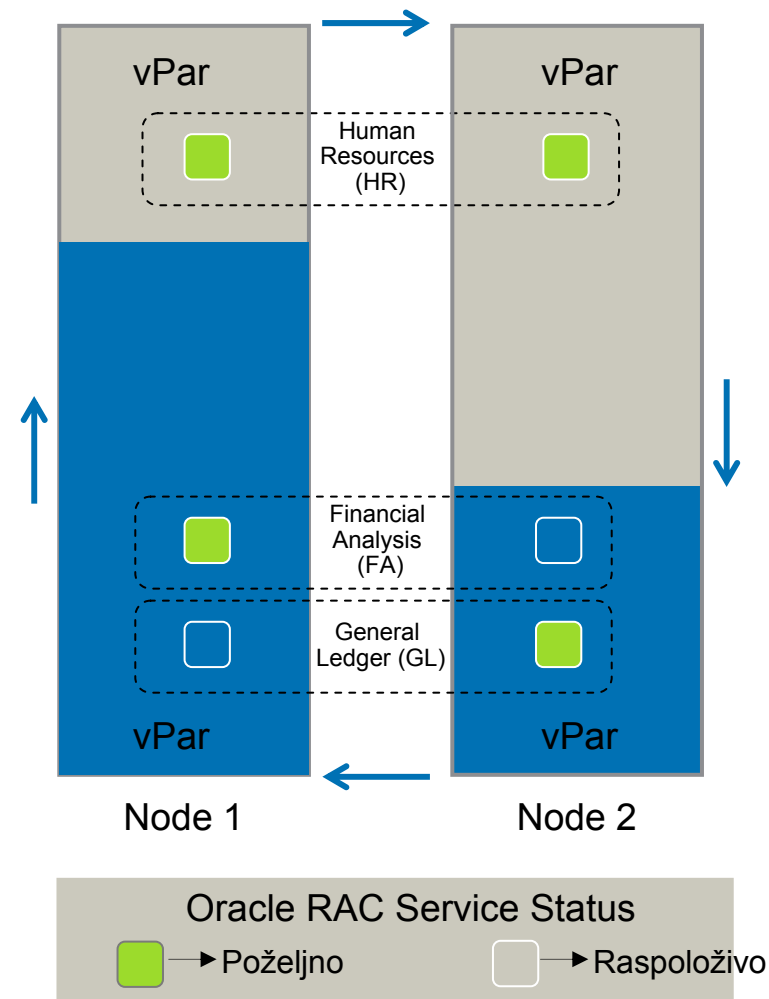 vPar
vPar
Human
Resources
(HR)
Financial
Analysis
(FA)
General
Ledger (GL)
vPar
vPar
Node 1
Node 2
Oracle RAC Service Status
Poželjno
Raspoloživo